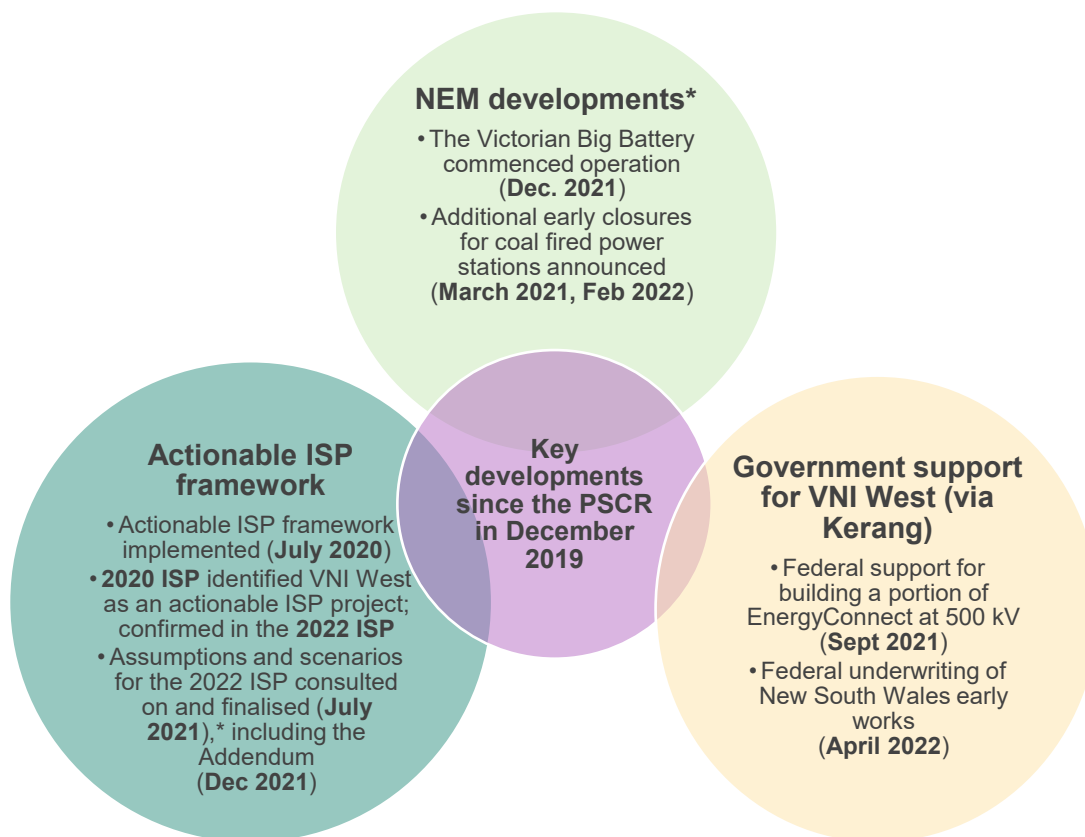 NEM developments*
• The Victorian Big Battery
commenced operation
(Dec. 2021)
• Additional early closures
for coal fired power
stations announced
(March 2021, Feb 2022)
Key
developments
since the PSCR
in December
2019
Actionable ISP
framework
• Actionable ISP framework
implemented (July 2020)
• 2020 ISP identified VNI West
as an actionable ISP project;
confirmed in the 2022 ISP
• Assumptions and scenarios
for the 2022 ISP consulted
on and finalised (July
2021),* including the
Addendum
(Dec 2021)
Government support
for VNI West (via
Kerang)
• Federal support for
building a portion of
EnergyConnect at 500 kV
(Sept 2021)
• Federal underwriting of
New South Wales early
works
(April 2022)